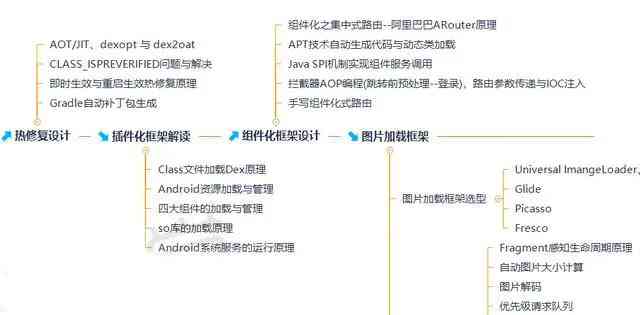 AOT/JIT、dexopt 与 dex2oat
CLASS_ISPREVERIFIED问题与解决
即时生效与重启生效热修复原理
Gradle自动补丁包生成
组件化之集中式路由--阿里巴巴ARouter原理
APT技术自动生成代码与动态类加载
Java SPI机制实现组件服务调用
拦截器AOP编程(跳转前预处理--登录)、路由参数传递与IOC注入
手写组件化式路由
热修复设计
插件化框架解读
组件化框架设计
图片加载框架
Class文件加载Dex原理
Android资源加载与管理
四大组件的加载与管理
so库的加载原理
Android系统服务的运行原理
图片加载框架选型
Universal ImangeLoader、
Glide
Picasso
Fresco
Fragment感知生命周期原理
自动图片大小计算
图片解码
优先级请求队列